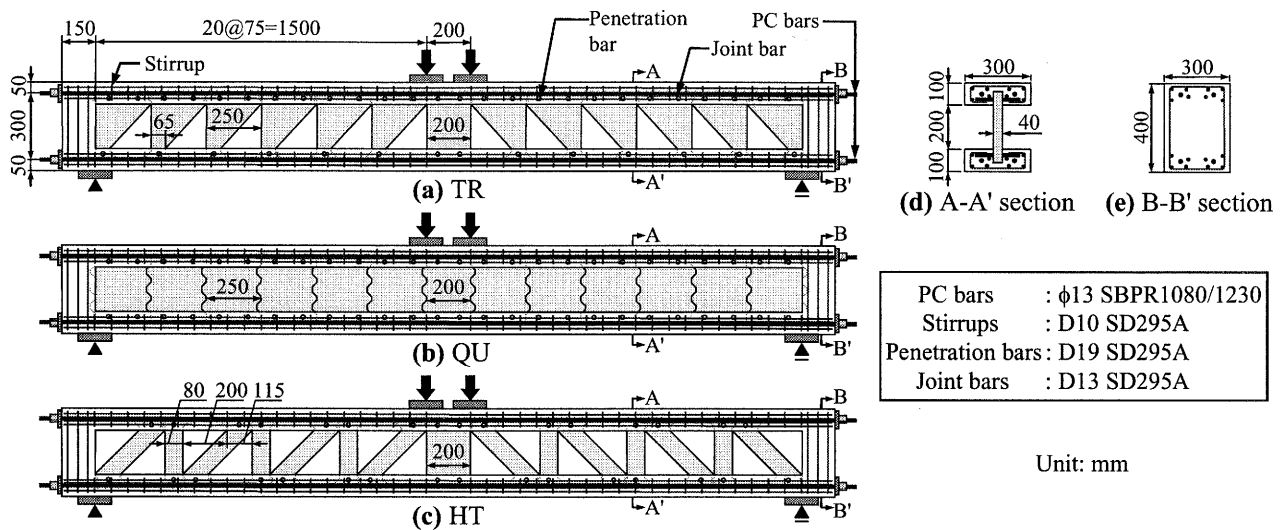 150
20@75=1500
200
Penetration bar
PC bars
Joint bar
Stirrup
A
B
50
300
50
65
250
200
A'
B'
(a) TR
A
B
250
200
A'
B'
(b) QU
80
200
115
A
B
200
A'
B'
(c) HT
300
100
200
100
40
(d) A-A' section
300
400
(e) B-B' section
PC bars : ϕ13 SBPR1080/1230
Stirrups : D10 SD295A
Penetration bars : D19 SD295A
Joint bars : D13 SD295A
Unit: mm